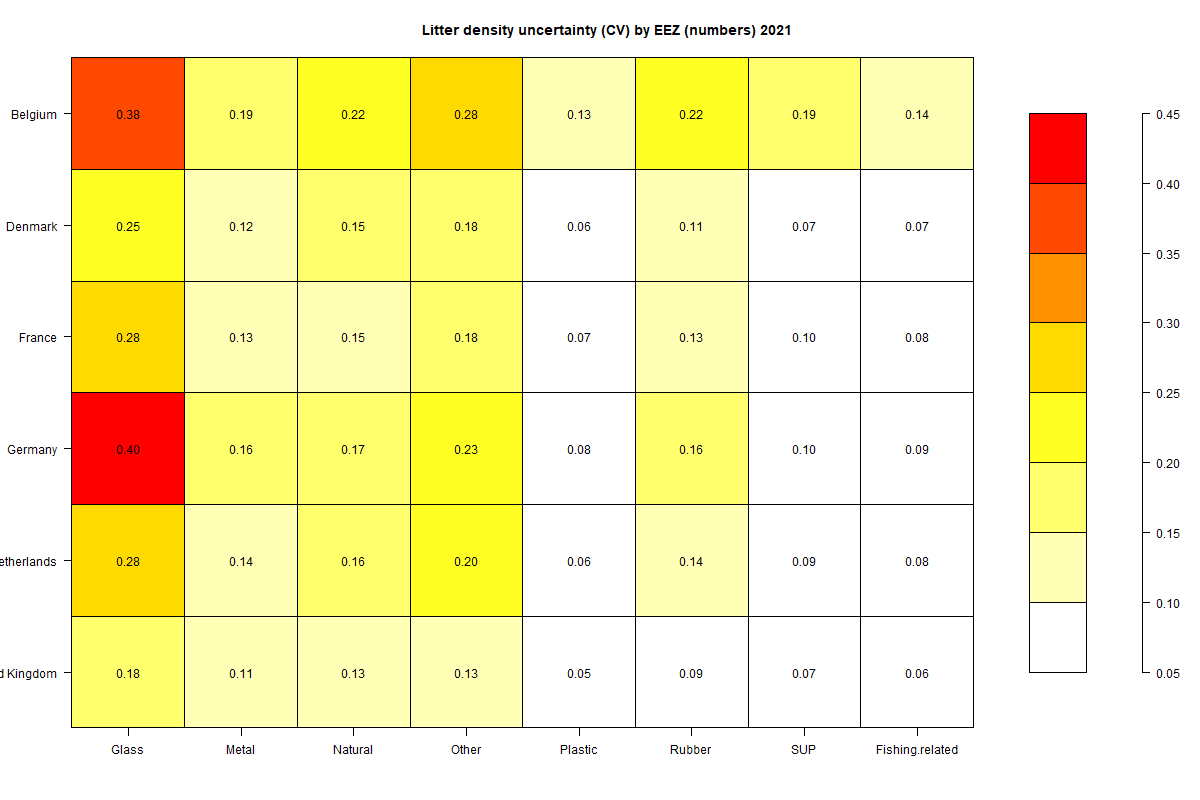 Litter density uncertainty (CV) by EEZ (numbers) 2021
Belgium 0.38 0.19 0.22 0.28 0.13 0.22 0.19 0.14
Denmark 0.25 0.12 0.15 0.18 0.06 0.11 0.07 0.07
France 0.28 0.13 0.15 0.18 0.07 0.13 0.10 0.08
Germany 0.40 0.16 0.17 0.23 0.08 0.16 0.10 0.09
etherlands 0.28 0.14 0.16 0.20 0.06 0.14 0.09 0.08
d Kingdom 0.18 0.11 0.13 0.13 0.05 0.09 0.07 0.06
Glass Metal Natural Other Plastic Rubber SUP Fishing.related
0.45
0.40
0.35
0.30
0.25
0.20
0.15
0.10
0.05